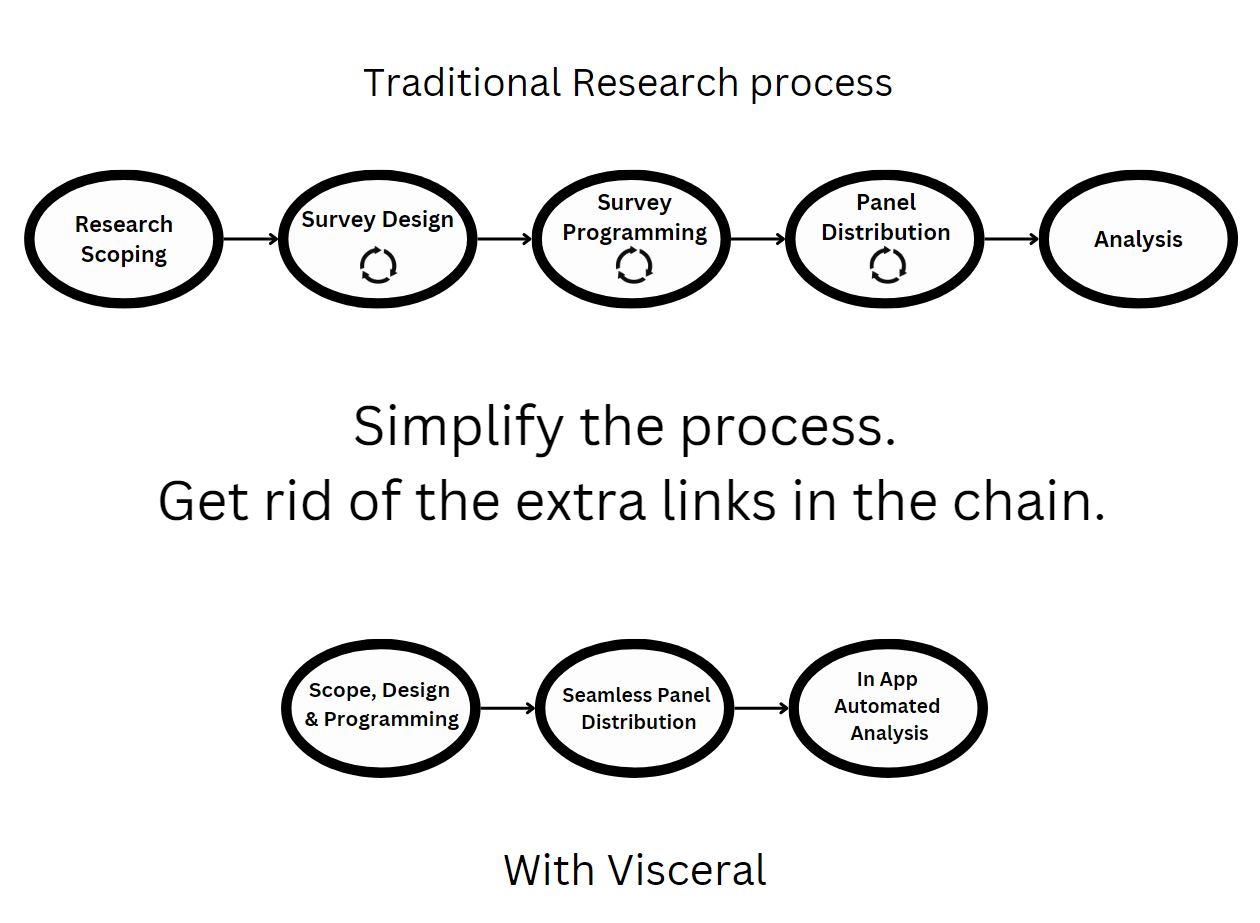 Traditional Research process
Research
Scoping
Survey Design
Survey
Programming
Panel
Distribution
Analysis
Simplify the process.
Get rid of the extra links in the chain.
Scope, Design
& Programming
Seamless Panel
Distribution
In App
Automated
Analysis
With Visceral